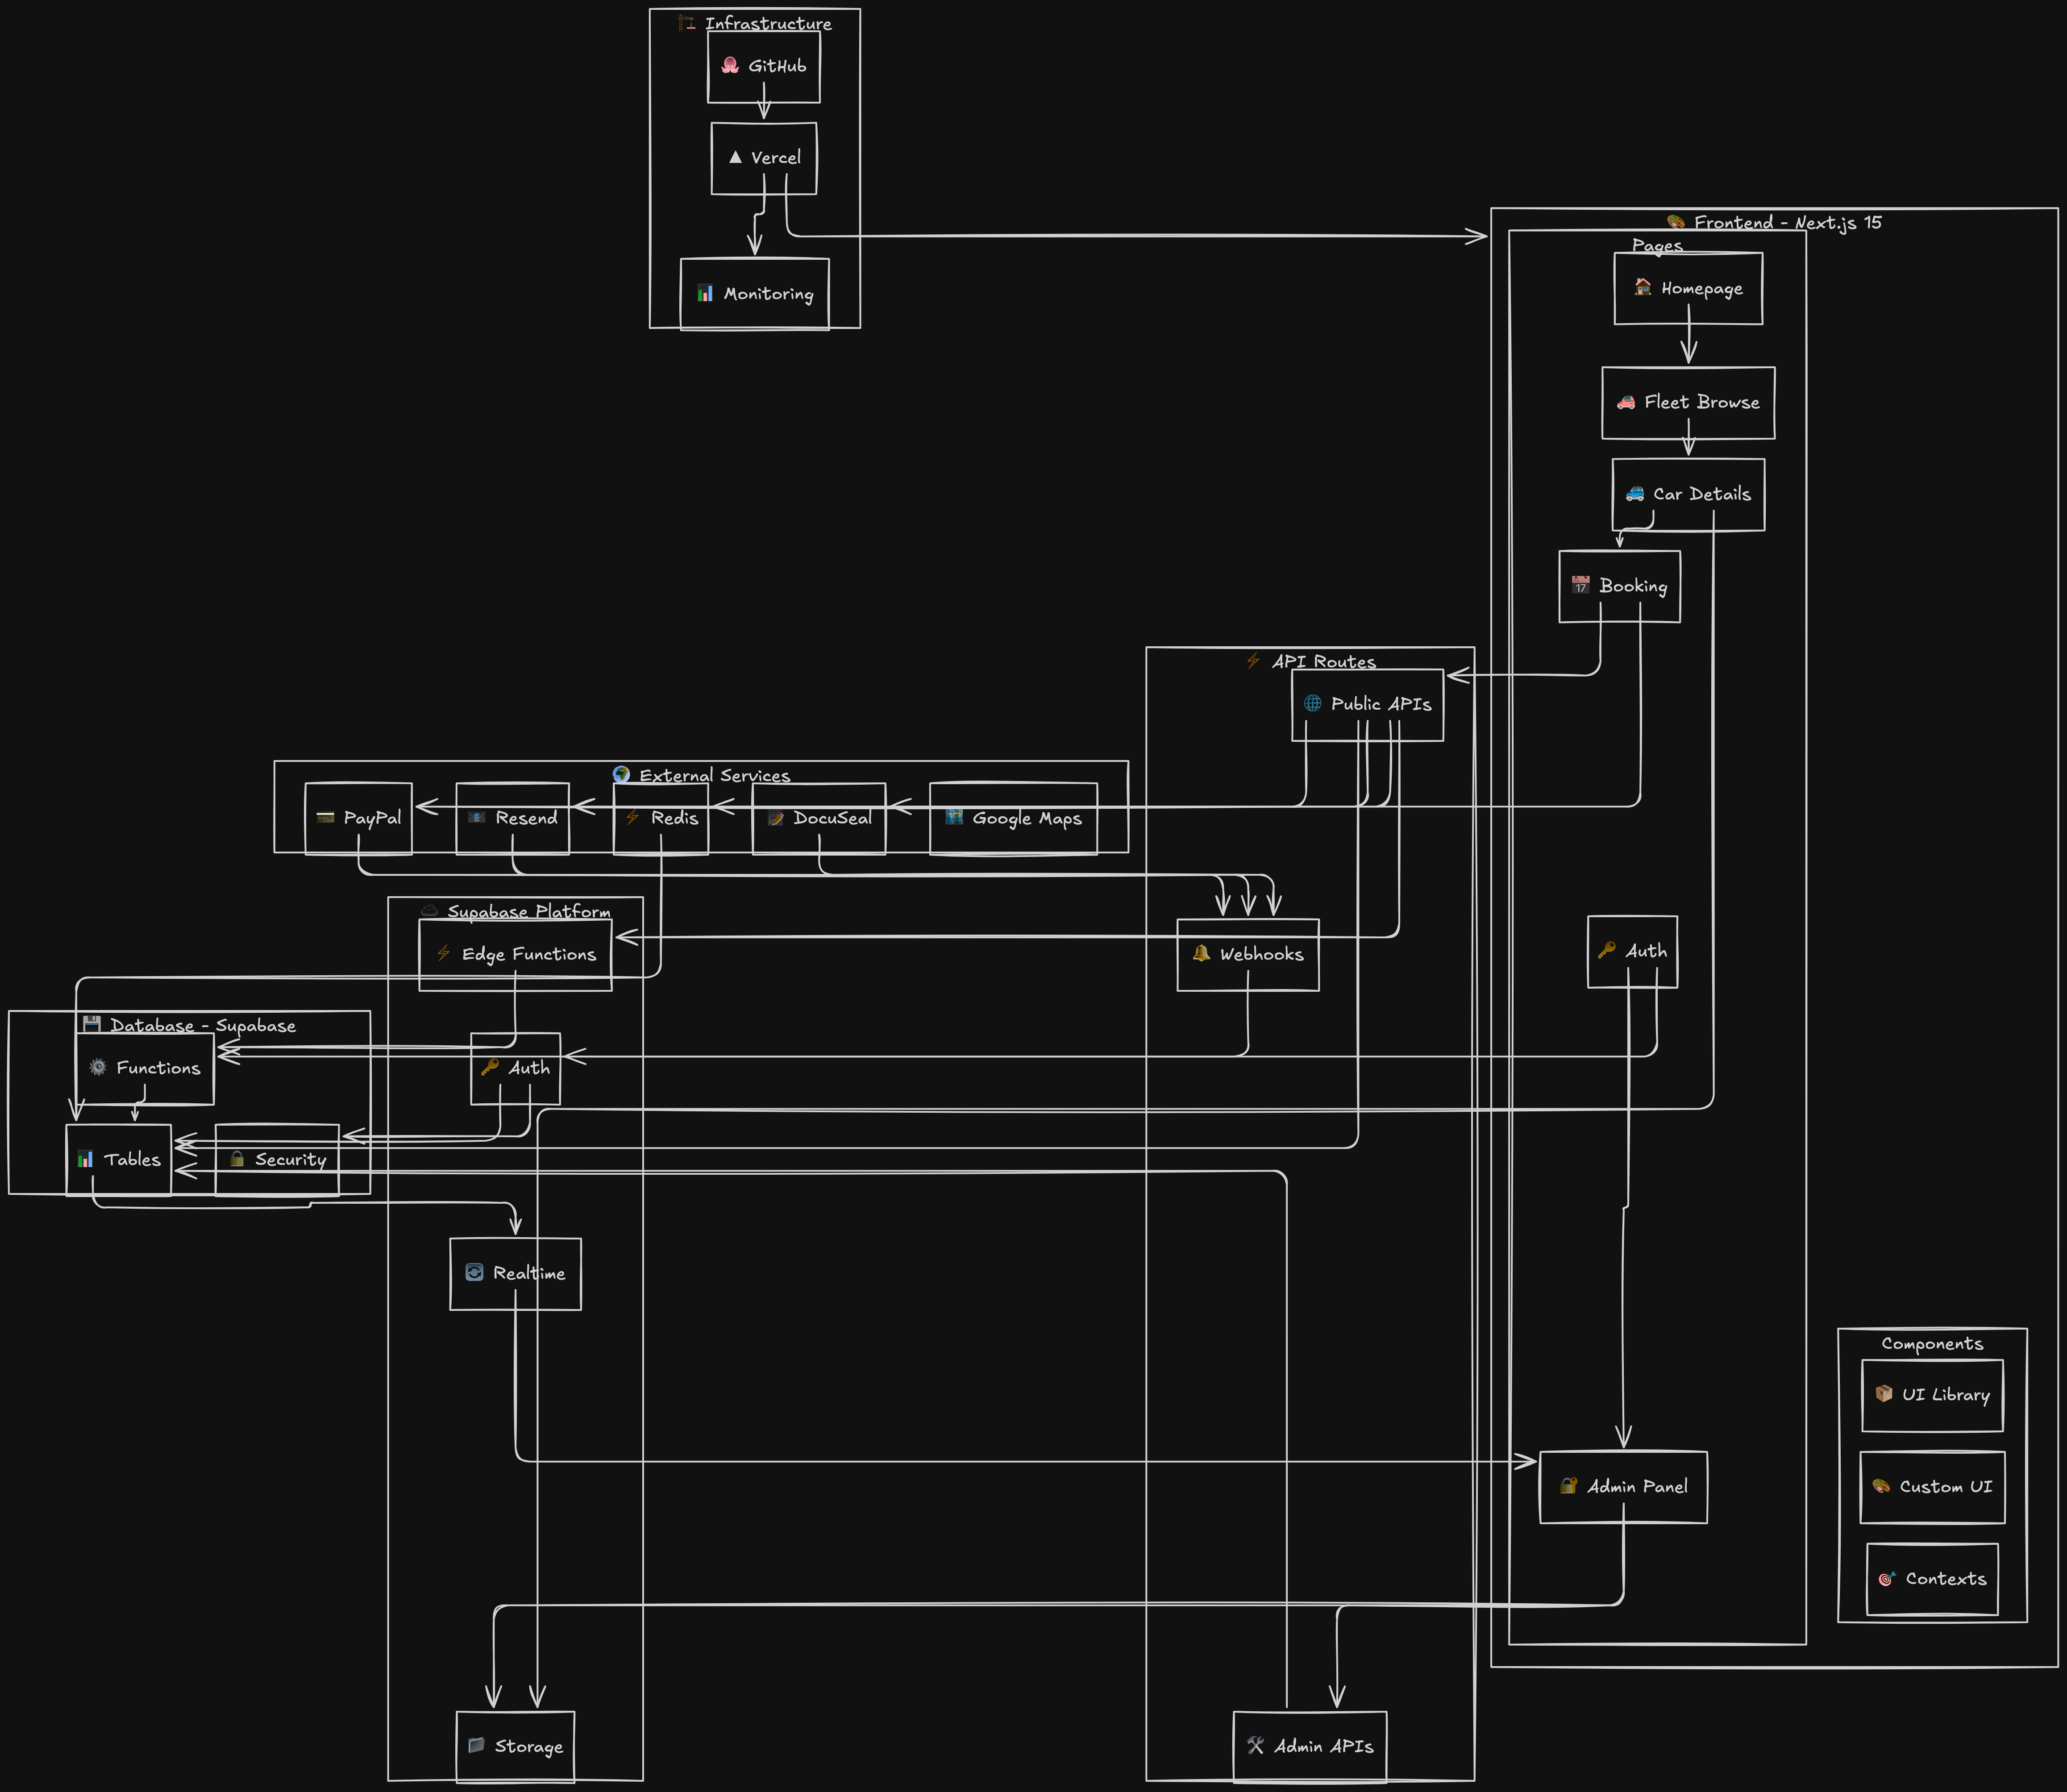 Infrastructure
GitHub
Vercel
Monitoring
Frontend - Next.js 15
Pages
Homepage
Fleet Browse
Car Details
Booking
API Routes
Public APIs
External Services
PayPal
Resend
Redis
DocuSeal
Google Maps
Supabase Platform
Edge Functions
Webhooks
Auth
Database - Supabase
Functions
Auth
Tables
Security
Realtime
Components
UI Library
Admin Panel
Custom UI
Contexts
Storage
Admin APIs
17